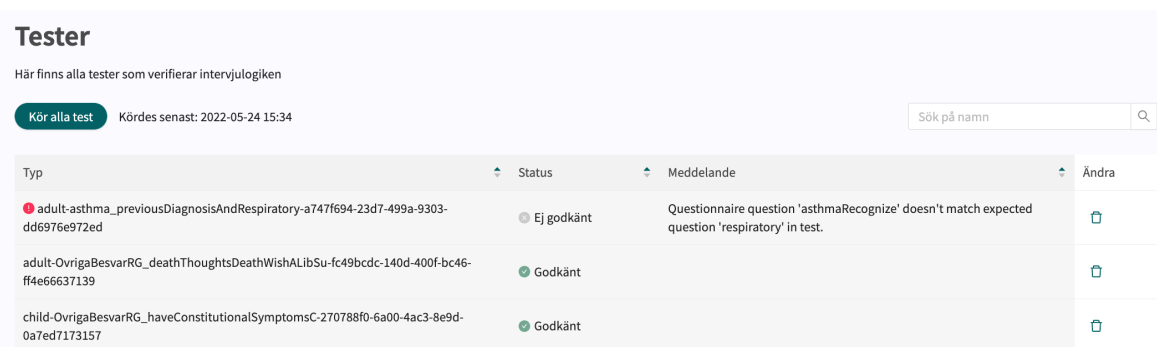 Tester
Här finns alla tester som verifierar intervjulogiken
Kör alla test
Kördes senast: 2022-05-24 15:34
Sök på namn
Typ
Status
Meddelande
Ändra
adult-asthma_previousDiagnosisAndRespiratory-a747f694-23d7-499a-9303-
dd6976e972ed
Ej godkänt
Questionnaire question 'asthmaRecognize' doesn't match expected
question 'respiratory' in test.
adult-OvrigaBesvarRG_deathThoughtsDeathWishALibSu-fc49bcdc-140d-400f-bc46-
ff4e66637139
Godkänt
child-OvrigaBesvarRG_haveConstitutionalSymptomsC-270788f0-6a00-4ac3-8e9d-
0a7ed7173157
Godkänt